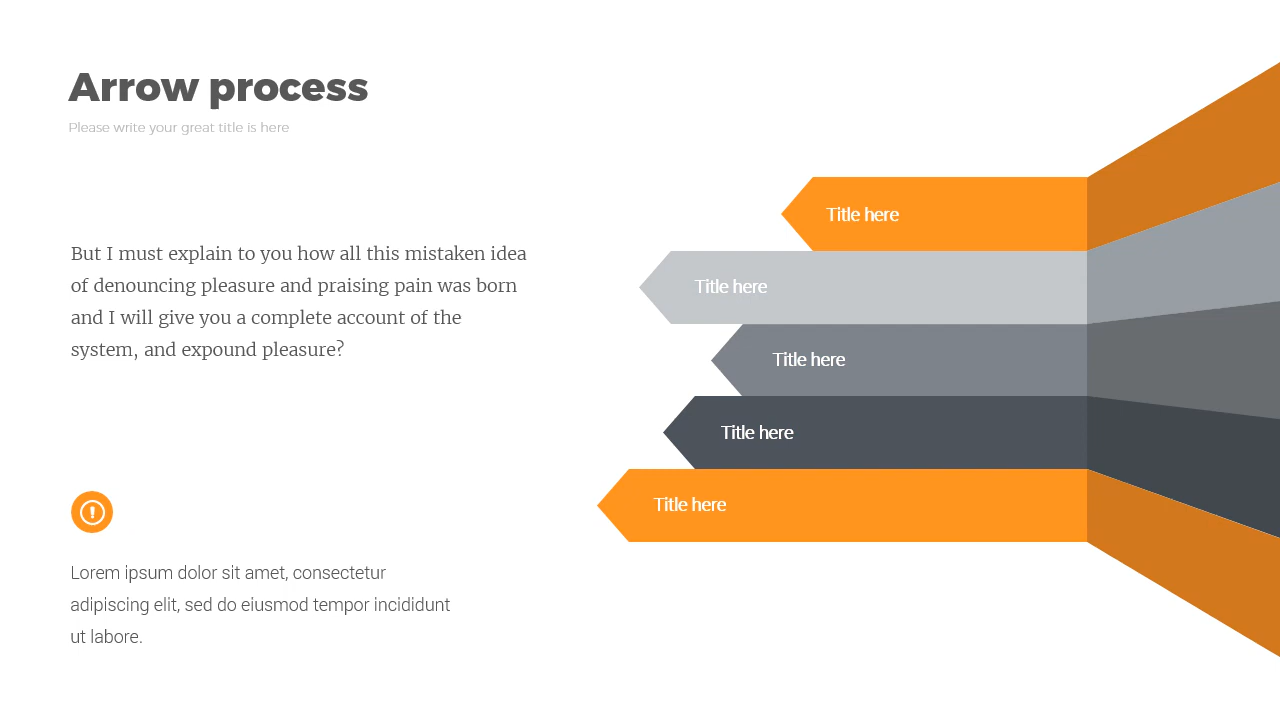 Arrow process
Please write your great title is here
But I must explain to you how all this mistaken idea
of denouncing pleasure and praising pain was born
and I will give you a complete account of the
system, and expound pleasure?
Lorem ipsum dolor sit amet, consectetur
adipiscing elit, sed do eiusmod tempor incididunt
ut labore.
Title here
Title here
Title here
Title here
Title here